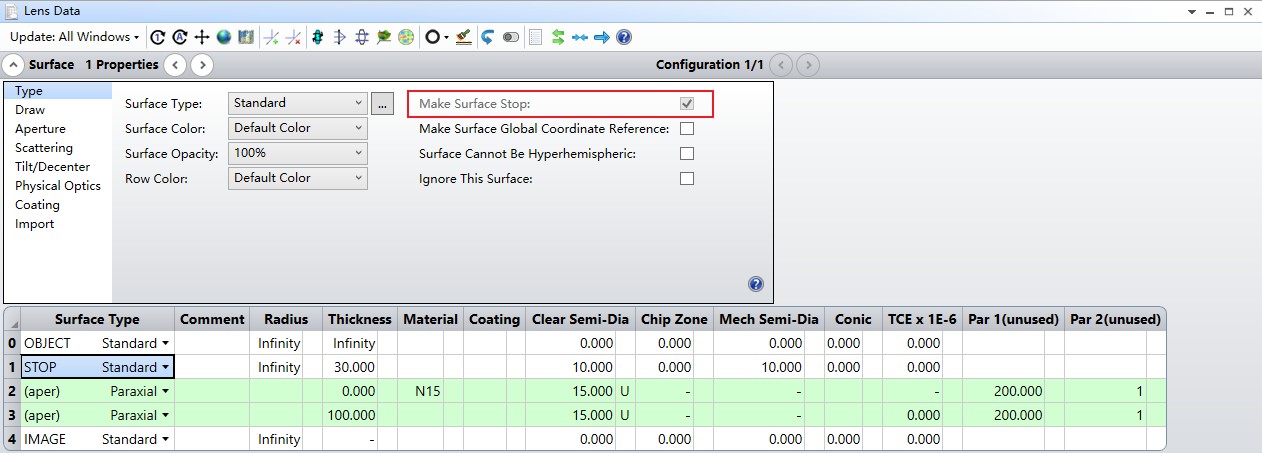 Lens Data
Update: All Windows
Surface 1 Properties Configuration 1/1
Type
Draw
Aperture
Scattering
Tilt/Decenter
Physical Optics
Coating
Import
Surface Type: Standard ... Make Surface Stop:
Surface Color: Default Color Make Surface Global Coordinate Reference:
Surface Opacity: 100% Surface Cannot Be Hyperhemispheric:
Row Color: Default Color Ignore This Surface:
Surface Type Comment Radius Thickness Material Coating Clear Semi-Dia Chip Zone Mech Semi-Dia Conic TCE x 1E-6 Par 1(unused) Par 2(unused)
0 OBJECT Standard Infinity Infinity 0.000 0.000 0.000 0.000 0.000
1 STOP Standard Infinity 30.000 10.000 0.000 10.000 0.000 0.000
2 (aper) Paraxial 0.000 N15 15.000 U - - - 200.000 1
3 (aper) Paraxial 100.000 15.000 U - - 0.000 200.000 1
4 IMAGE Standard Infinity - 0.000 0.000 0.000 0.000 0.000